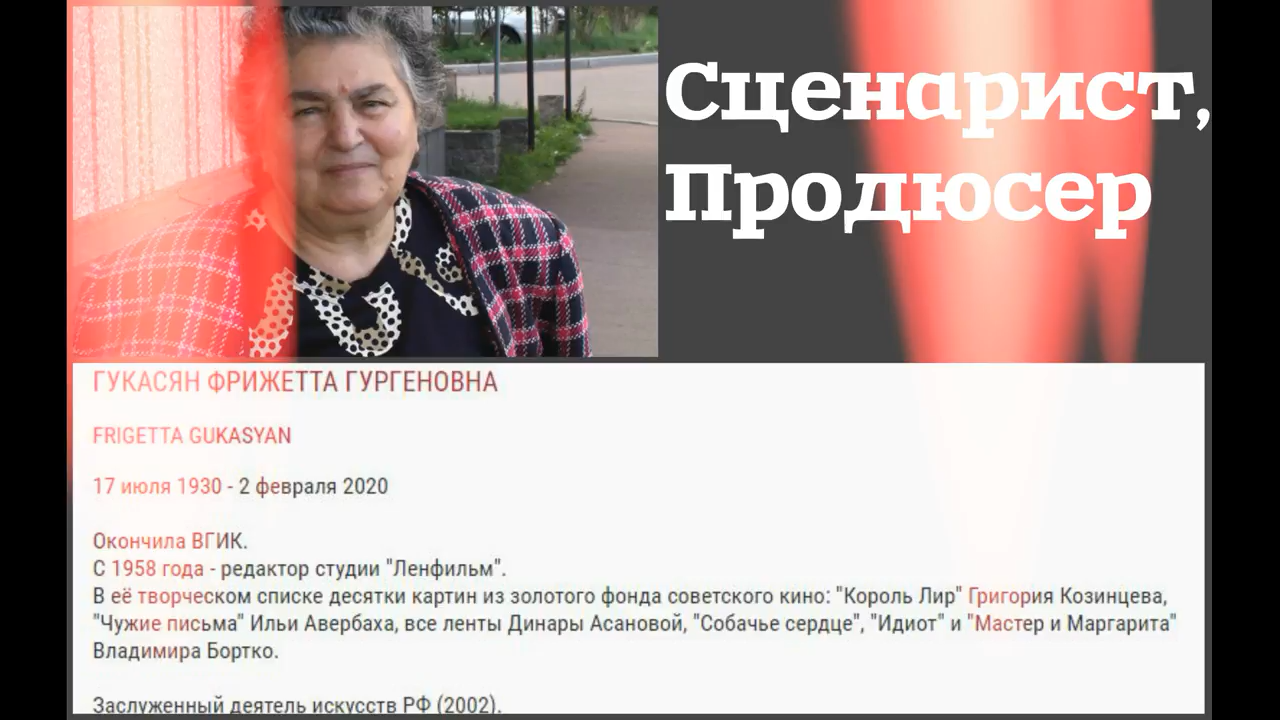 Сценарист,
Продюсер
ГУКАСЯН ФРИЖЕТТА ГУРГЕНОВНА
FRIGETTA GUKASYAN
17 июля 1930 - 2 февраля 2020
Окончила ВГИК.
С 1958 года - редактор студии "Ленфильм".
В её творческом списке десятки картин из золотого фонда советского кино: "Король Лир" Григория Козинцева,
"Чужие письма" Ильи Авербаха, все ленты Динары Асановой, "Собачье сердце", "Идиот" и "Мастер и Маргарита"
Владимира Бортко.
Заслуженный деятель искусств РФ (2002).